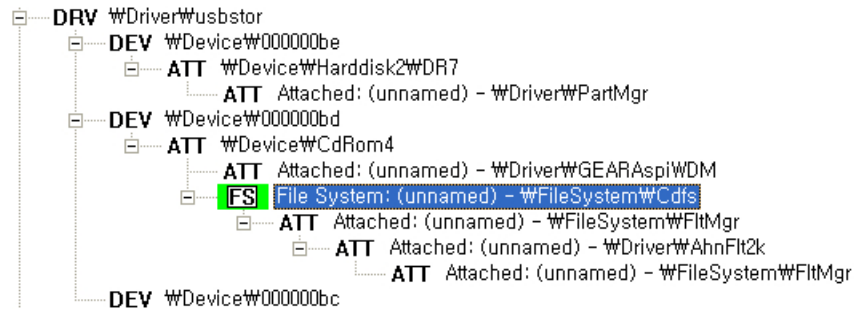 DRV ₩Driver₩usbstor
DEV ₩Device₩000000be
ATT ₩Device₩Harddisk2₩DR7
ATT Attached: (unnamed) - ₩Driver₩PartMgr
DEV ₩Device₩000000bd
ATT ₩Device₩CdRom4
ATT Attached: (unnamed) - ₩Driver₩GEARAspiWDM
FS File System: (unnamed) - ₩FileSystem₩Cdfs
ATT Attached: (unnamed) - ₩FileSystem₩FltMgr
ATT Attached: (unnamed) - ₩Driver₩AhnFlt2k
ATT Attached: (unnamed) - ₩FileSystem₩FltMgr
DEV ₩Device₩000000bc